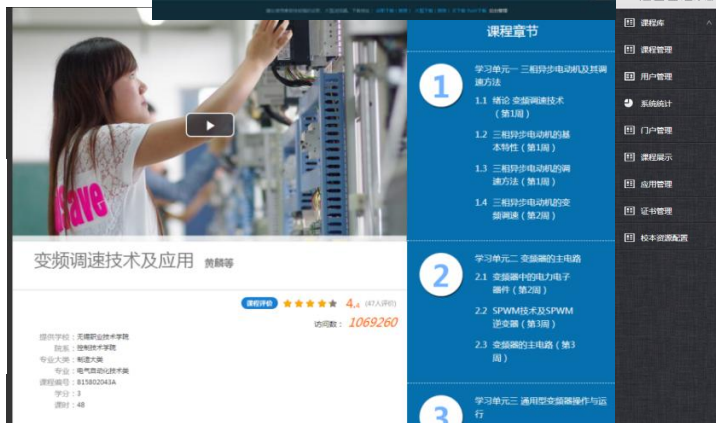 课程章节
1
学习单元一 三相异步电动机及其调
速方法
1.1 绪论 变频调速技术
（第1周）
1.2 三相异步电动机的基
本特性（第1周）
1.3 三相异步电动机的调
速方法（第1周）
1.4 三相异步电动机的变
频调速（第2周）
2
学习单元二 变频器的主电路
2.1 变频器中的电力电子
器件（第2周）
2.2 SPWM技术及SPWM
逆变器（第3周）
2.3 变频器的主电路（第3
周）
3
学习单元三 通用型变频器操作与运
行
课程库
课程管理
用户管理
系统统计
门户管理
课程展示
应用管理
证书管理
校本资源配置
变频调速技术及应用 黄麟等
课程评价 4.4 (47人评价)
访问数： 1069260
提供学校：无锡职业技术学院
院系：控制技术学院
专业大类：制造大类
专业：电气自动化技术类
课程编号：B15802043A
学分：3
课时：48